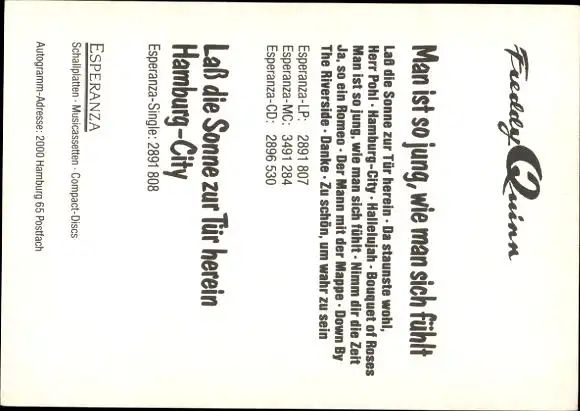 Freddy Quinn
Man ist so jung, wie man sich fühlt
Laß die Sonne zur Tür herein · Da staunste wohl,
Herr Pohl · Hamburg-City · Hallelujah · Bouquet of Roses
Man ist so jung, wie man sich fühlt · Nimm dir die Zeit
Ja, so ein Romeo · Der Mann mit der Mappe · Down By
The Riverside · Danke · Zu schön, um wahr zu sein
Esperanza-LP: 2891 807
Esperanza-MC: 3491 284
Esperanza-CD: 2896 530
Laß die Sonne zur Tür herein
Hamburg-City
Esperanza-Single: 2891 808
ESPERANZA
Schallplatten · Musicassetten · Compact-Discs
Autogramm-Adresse: 2000 Hamburg 65 Postfach